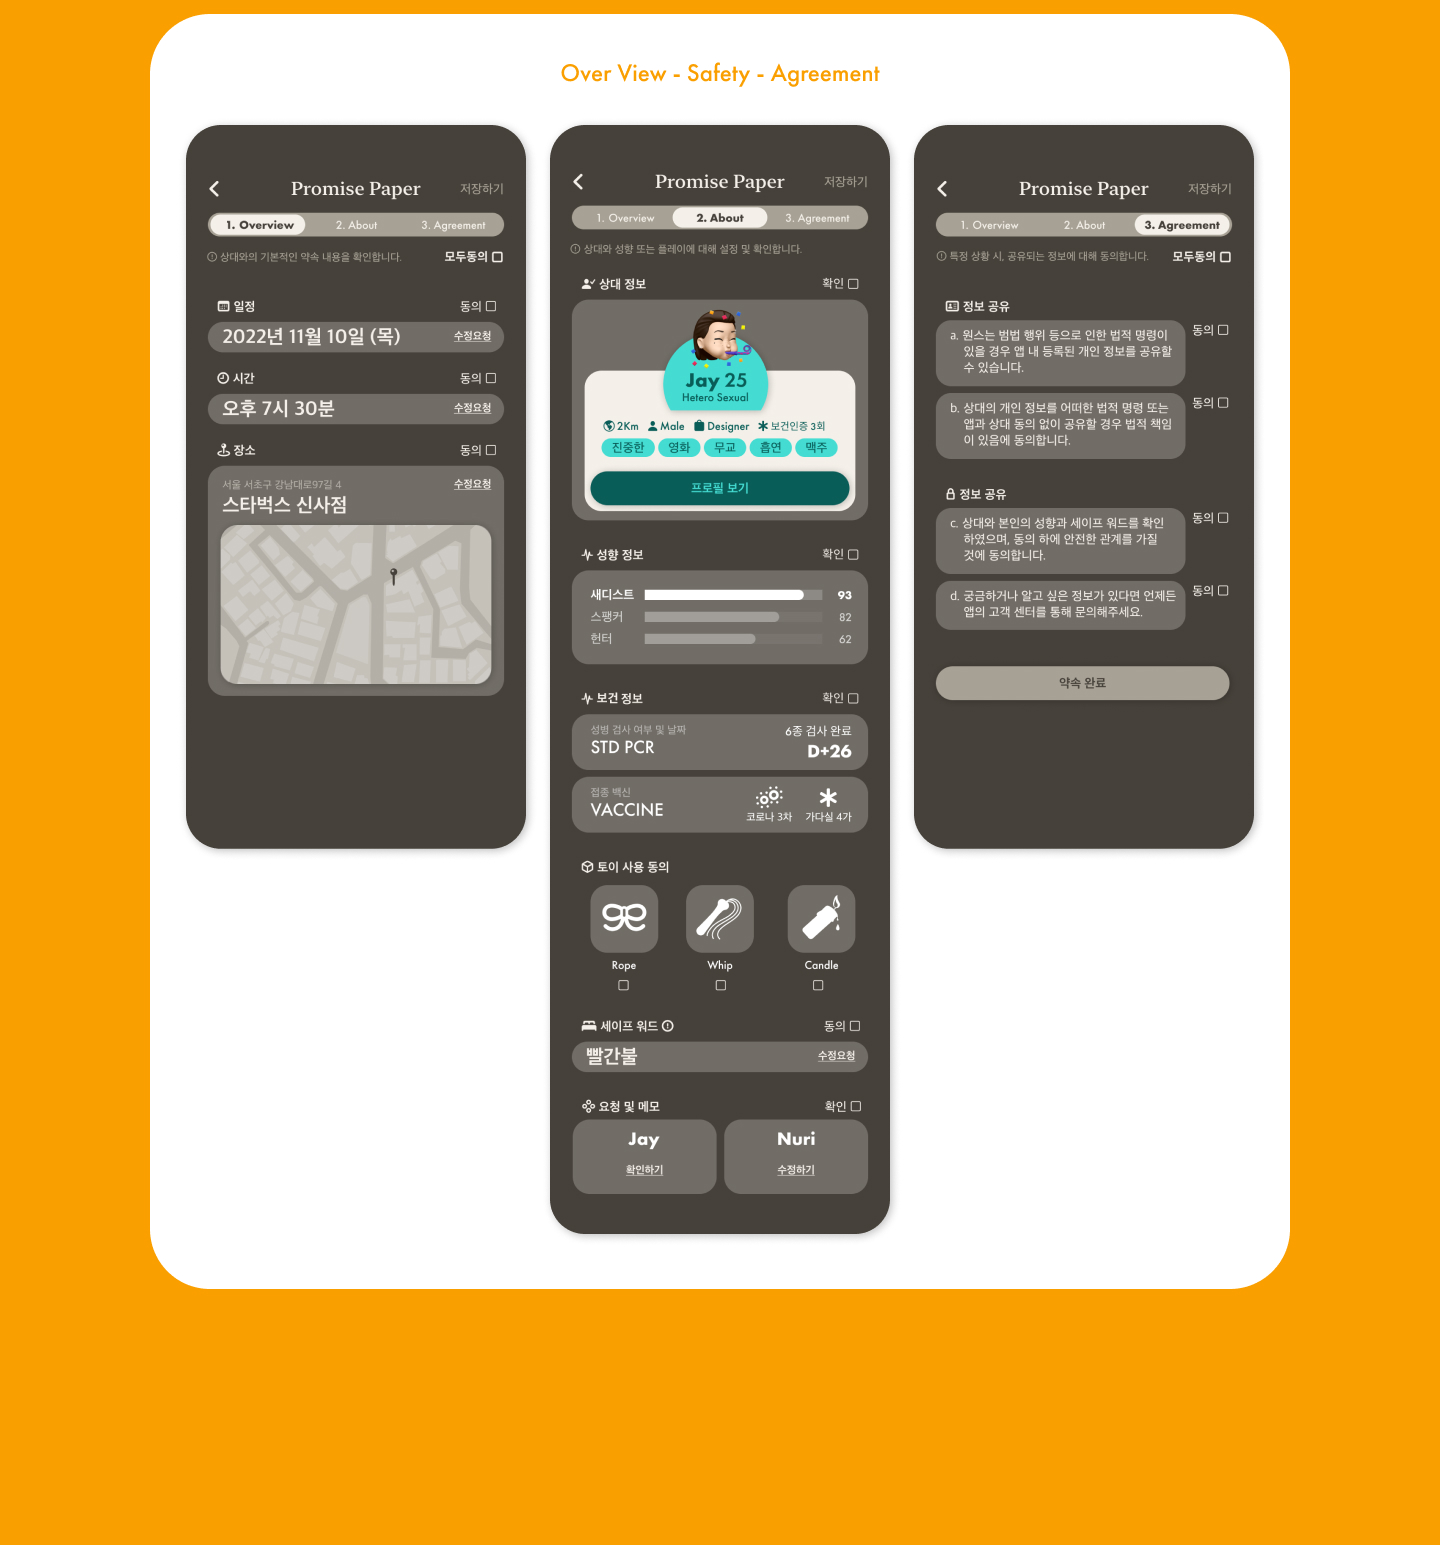 Over View - Safety - Agreement
Promise Paper
저장하기
1. Overview
2. About
3. Agreement
상대와의 기본적인 약속 내용을 확인합니다.
모두동의
일정
동의
2022년 11월 10일 (목)
수정요청
시간
동의
오후 7시 30분
수정요청
장소
동의
서울 서초구 강남대로97길 4
수정요청
스타벅스 신사점
Promise Paper
저장하기
1. Overview
2. About
3. Agreement
상대와 성향 또는 플레이에 대해 설정 및 확인합니다.
상대 정보
확인
Jay 25
Hetero Sexual
2Km
Male
Designer
보건인증 3회
진중한
영화
무교
흡연
맥주
프로필 보기
성향 정보
확인
새디스트
93
스팽커
82
헌터
62
보건 정보
확인
성병 검사 여부 및 날짜
6종 검사 완료
STD PCR
D+26
접종 백신
VACCINE
코로나 3차
가다실 4가
토이 사용 동의
Rope
Whip
Candle
세이프 워드
동의
빨간불
수정요청
요청 및 메모
확인
Jay
확인하기
Nuri
수정하기
Promise Paper
저장하기
1. Overview
2. About
3. Agreement
특정 상황 시, 공유되는 정보에 대해 동의합니다.
모두동의
정보 공유
a. 원스는 범법 행위 등으로 인한 법적 명령이
있을 경우 앱 내 등록된 개인 정보를 공유할
수 있습니다.
동의
b. 상대의 개인 정보를 어떠한 법적 명령 또는
앱과 상대 동의 없이 공유할 경우 법적 책임
이 있음에 동의합니다.
동의
정보 공유
c. 상대와 본인의 성향과 세이프 워드를 확인
하였으며, 동의 하에 안전한 관계를 가질
것에 동의합니다.
동의
d. 궁금하거나 알고 싶은 정보가 있다면 언제든
앱의 고객 센터를 통해 문의해주세요.
동의
약속 완료